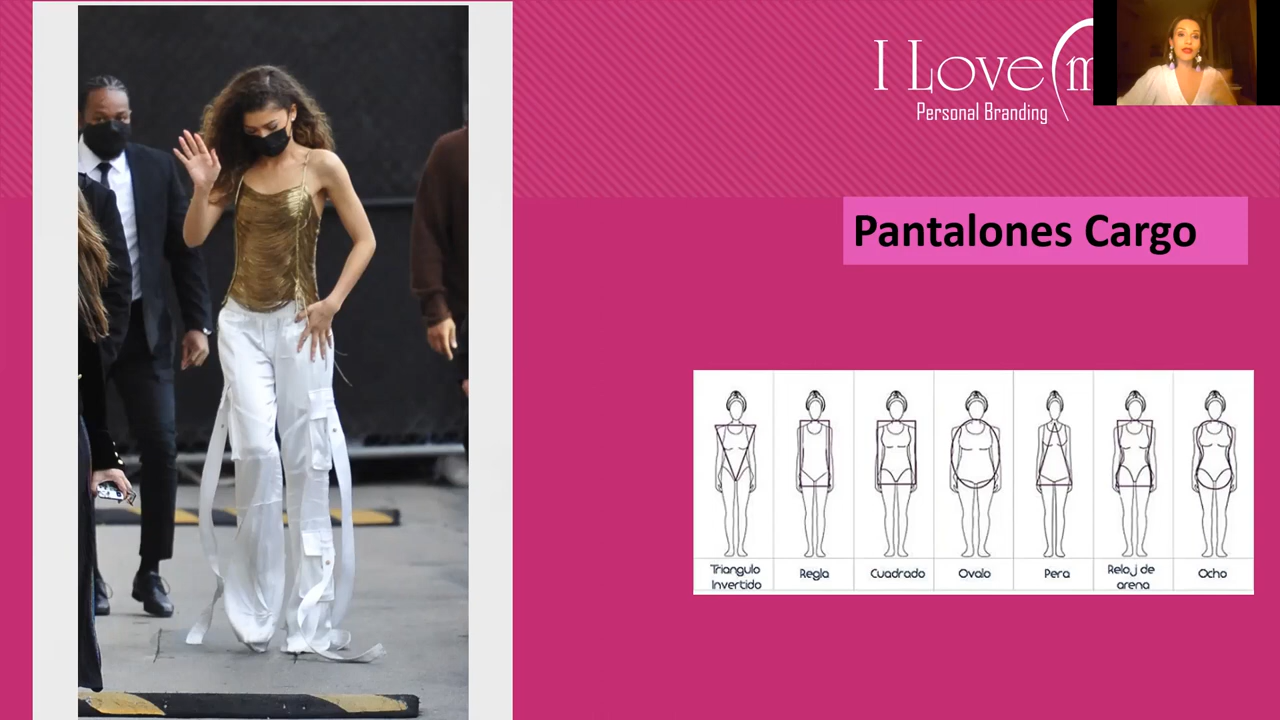 I Love m
Personal Branding
Pantalones Cargo
Triangulo
Invertido
Regla
Cuadrado
Ovalo
Pera
Reloj de
arena
Ocho